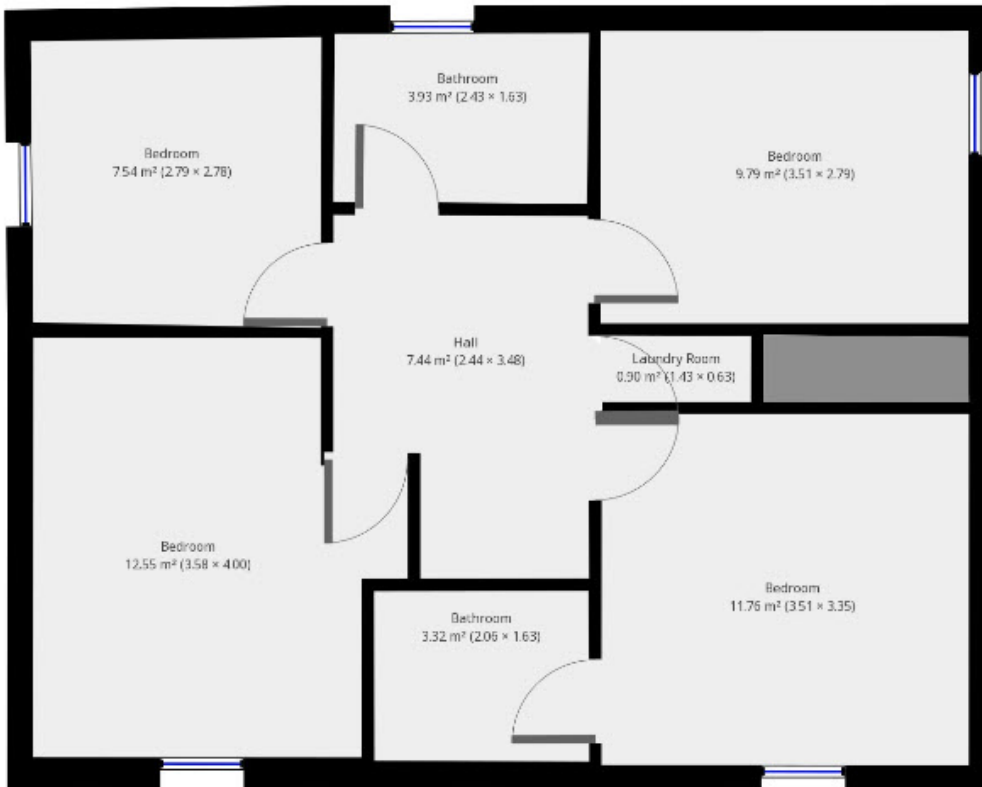 Bathroom
3.93 m² (2.43 × 1.63)
Bedroom
7.54 m² (2.79 × 2.78)
Bedroom
9.79 m² (3.51 × 2.79)
Hall
7.44 m² (2.44 × 3.48)
Laundry Room
0.90 m² (1.43 × 0.63)
Bedroom
12.55 m² (3.58 × 4.00)
Bedroom
11.76 m² (3.51 × 3.35)
Bathroom
3.32 m² (2.06 × 1.63)